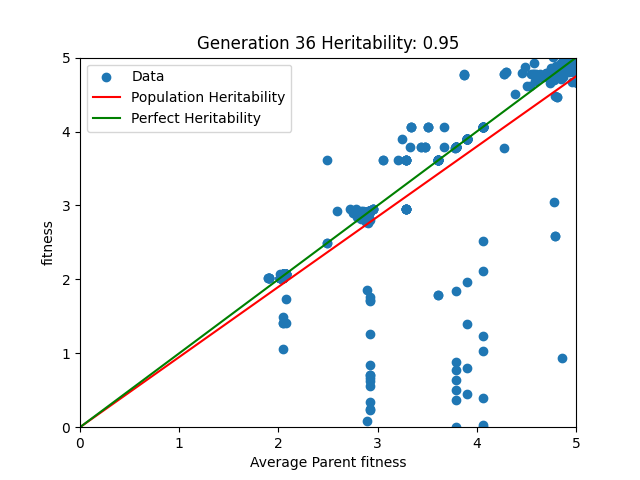 Generation 36 Heritability: 0.95
Data
Population Heritability
Perfect Heritability
fitness
5
4
3
2
1
0
0 1 2 3 4 5
Average Parent fitness